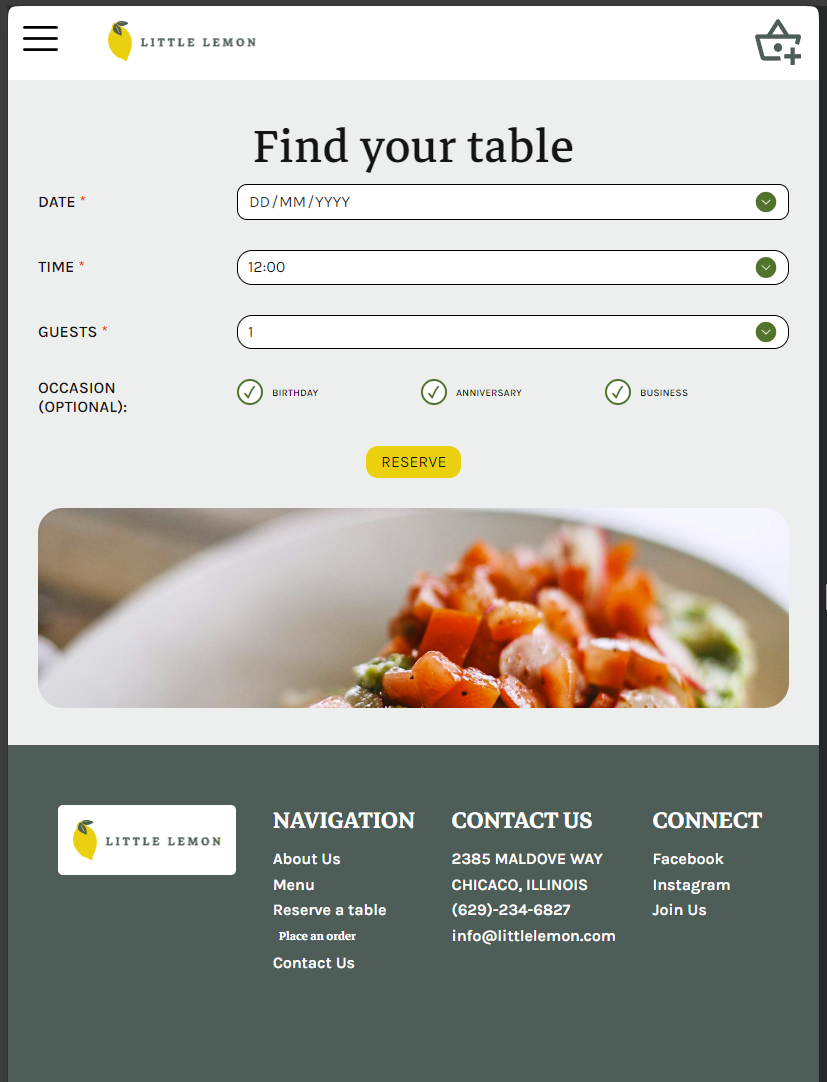 LITTLE LEMON
Find your table
DATE *
DD/MM/YYYY
TIME *
12:00
GUESTS *
1
OCCASION
(OPTIONAL):
BIRTHDAY
ANNIVERSARY
BUSINESS
RESERVE
LITTLE LEMON
NAVIGATION
About Us
Menu
Reserve a table
Place an order
Contact Us
CONTACT US
2385 MALDOVE WAY
CHICACO, ILLINOIS
(629)-234-6827
info@littlelemon.com
CONNECT
Facebook
Instagram
Join Us